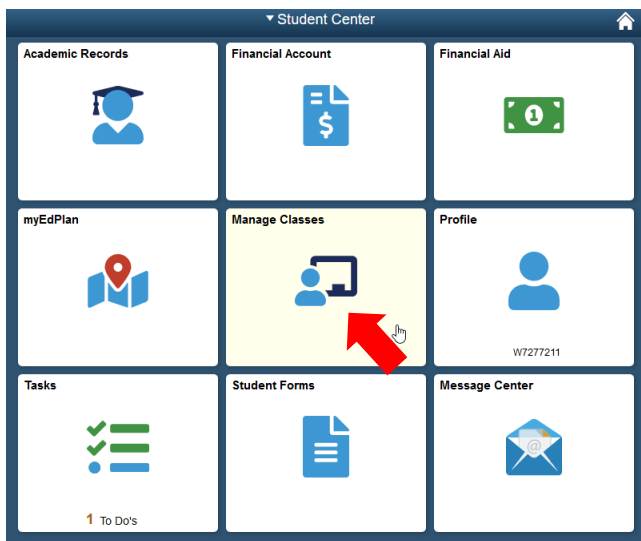 Student Center
Academic Records
Financial Account
$
Financial Aid
1
myEdPlan
Manage Classes
Profile
W7277211
Tasks
1 To Do's
Student Forms
Message Center
@